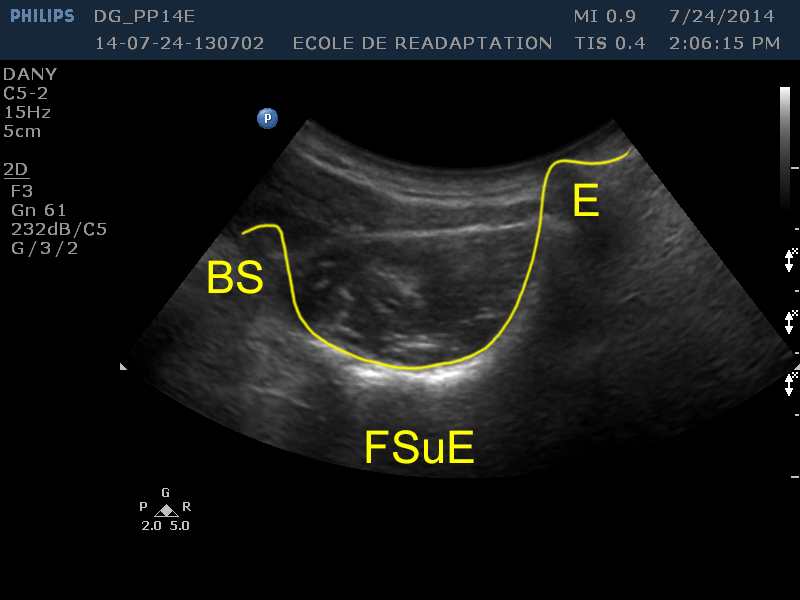 PHILIPS DG_PP14E MI 0.9 7/24/2014
14-07-24-130702 ECOLE DE READAPTATION TIS 0.4 2:06:15 PM
DANY
C5-2
15Hz
5cm
P
2D
F3
Gn 61
232dB/C5
G/3/2
E
BS
FSuE
G
P R
2.0 5.0